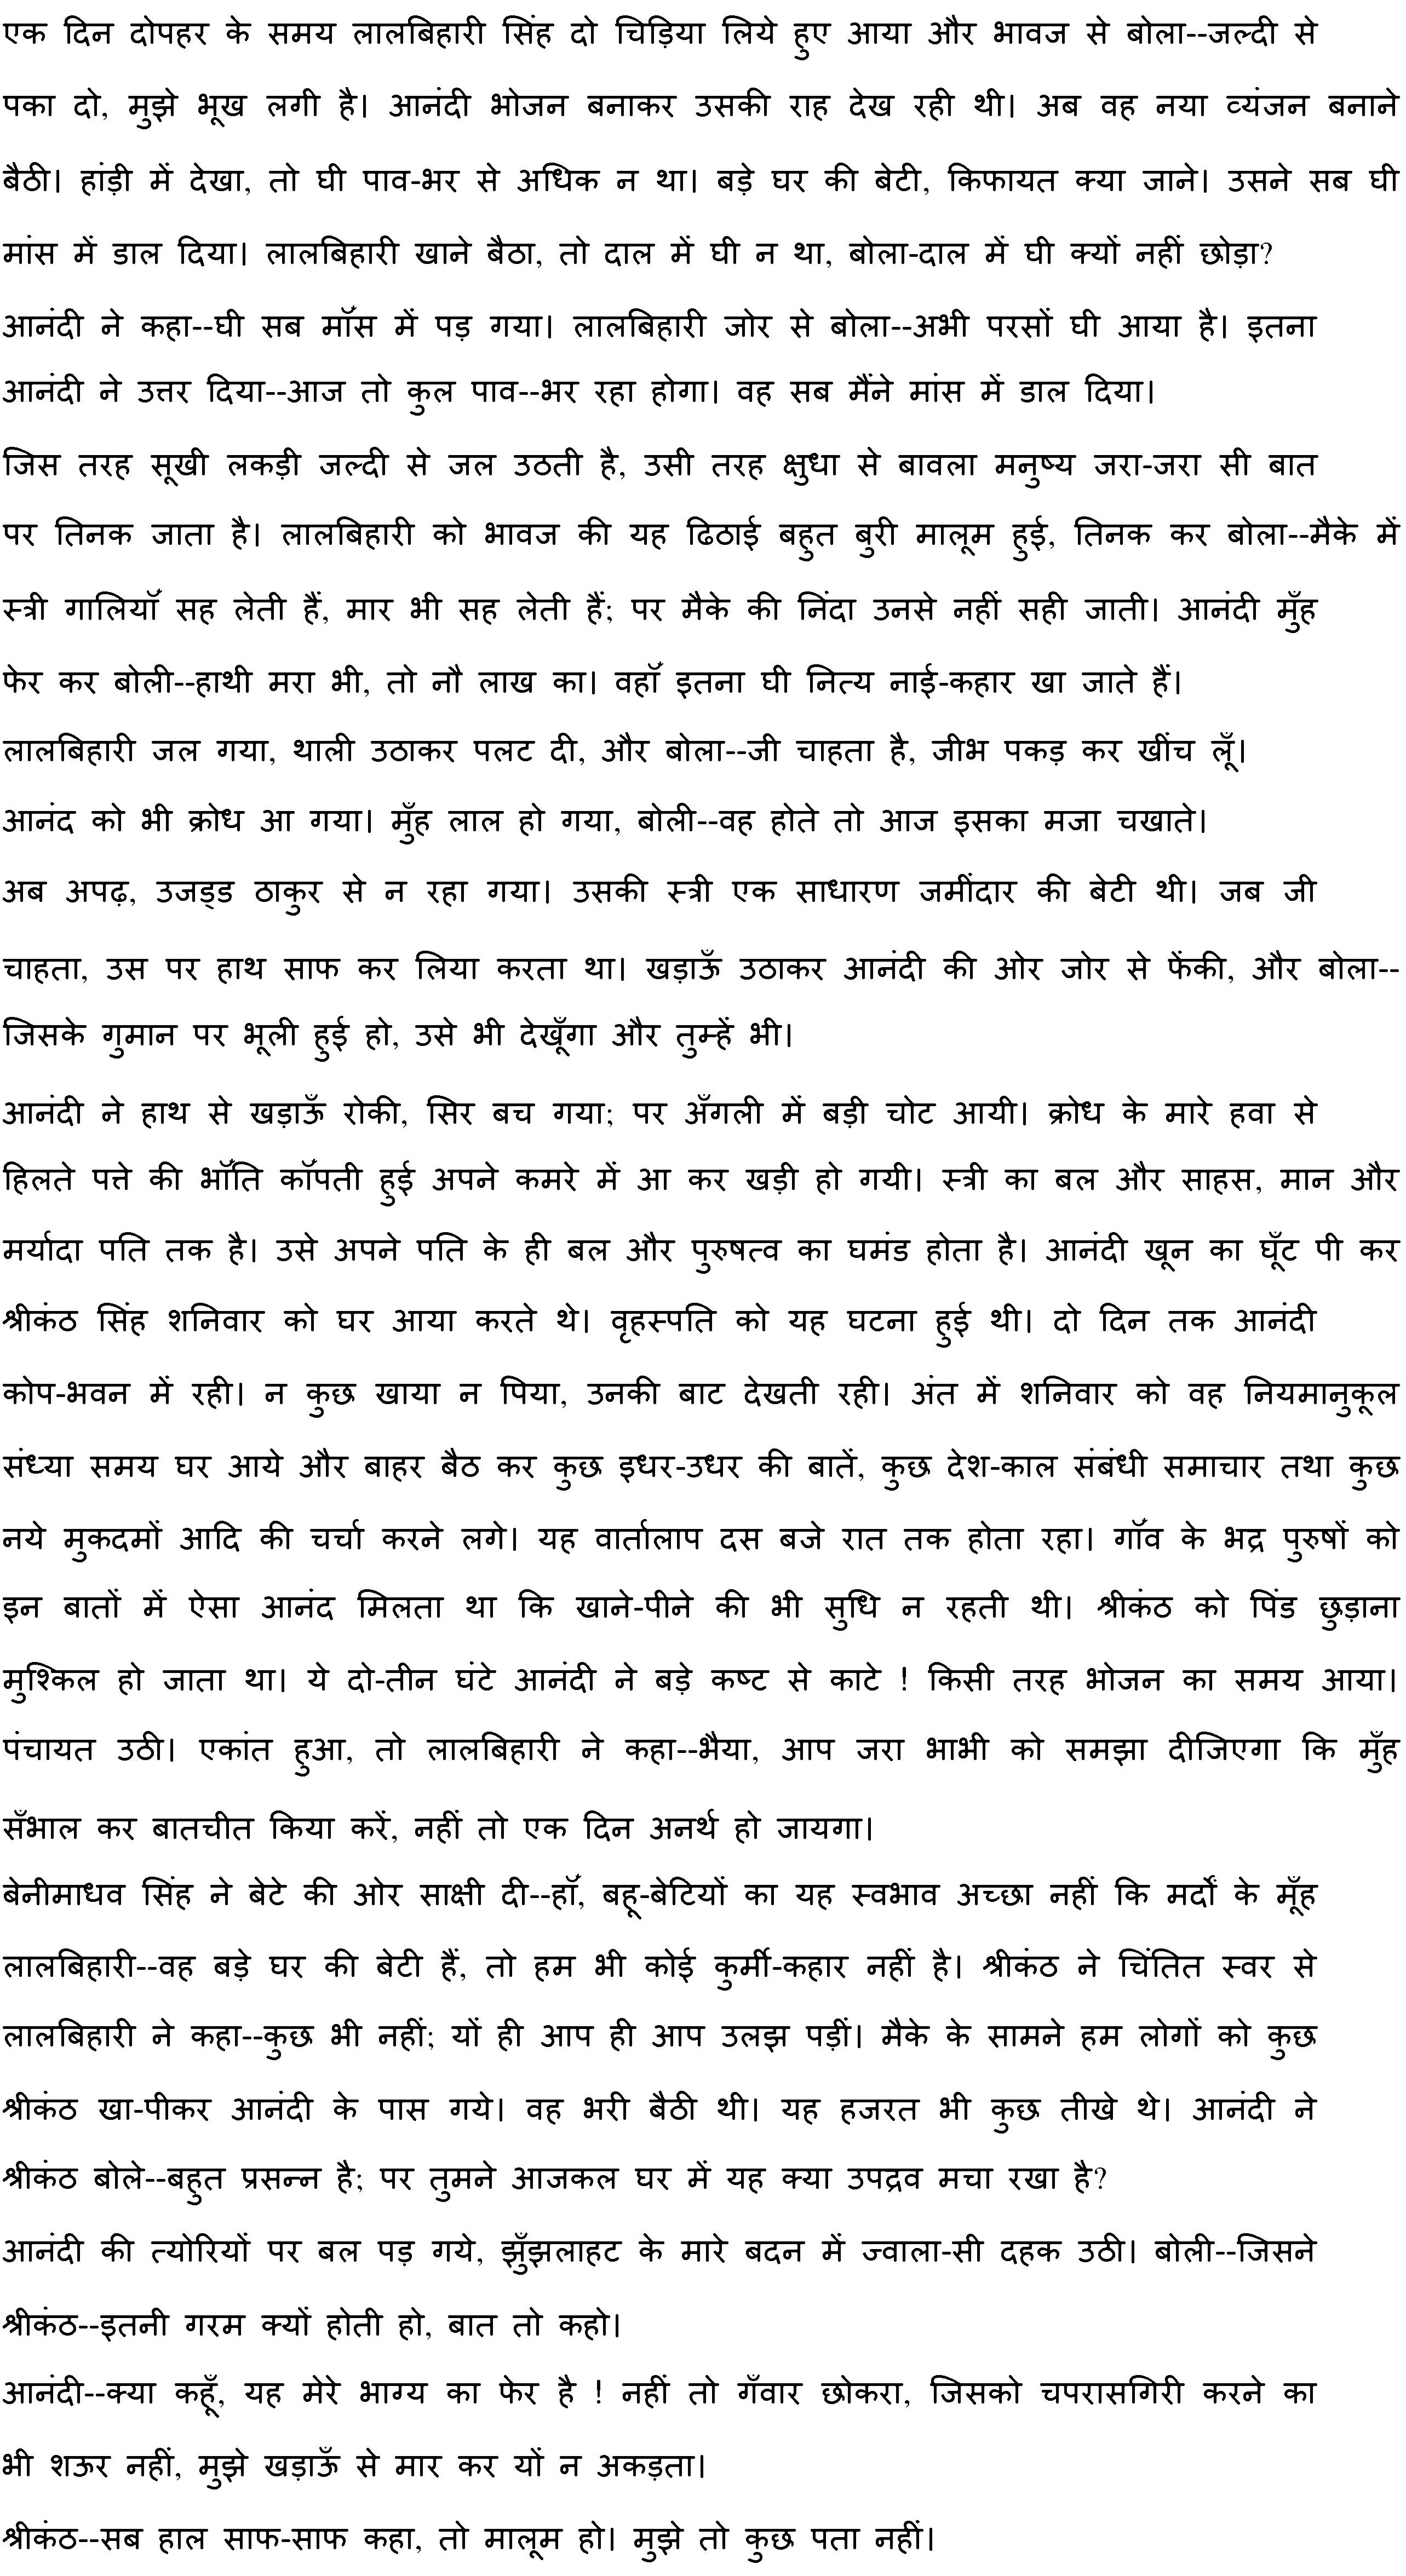 एक दिन दोपहर के समय लालबिहारी सिंह दो चिड़िया लिये हुए आया और भावज से बोला--जल्दी से
पका दो, मुझे भूख लगी है। आनंदी भोजन बनाकर उसकी राह देख रही थी। अब वह नया व्यंजन बनाने
बैठी। हांड़ी में देखा, तो घी पाव-भर से अधिक न था। बड़े घर की बेटी, किफायत क्या जाने। उसने सब घी
मांस में डाल दिया। लालबिहारी खाने बैठा, तो दाल में घी न था, बोला-दाल में घी क्यों नहीं छोड़ा?
आनंदी ने कहा--घी सब मॉंस में पड़ गया। लालबिहारी जोर से बोला--अभी परसों घी आया है। इतना
आनंदी ने उत्तर दिया--आज तो कुल पाव--भर रहा होगा। वह सब मैंने मांस में डाल दिया।
जिस तरह सूखी लकड़ी जल्दी से जल उठती है, उसी तरह क्षुधा से बावला मनुष्य जरा-जरा सी बात
पर तिनक जाता है। लालबिहारी को भावज की यह ढिठाई बहुत बुरी मालूम हुई, तिनक कर बोला--मैके में
स्त्री गालियॉं सह लेती हैं, मार भी सह लेती हैं; पर मैके की निंदा उनसे नहीं सही जाती। आनंदी मुँह
फेर कर बोली--हाथी मरा भी, तो नौ लाख का। वहॉं इतना घी नित्य नाई-कहार खा जाते हैं।
लालबिहारी जल गया, थाली उठाकर पलट दी, और बोला--जी चाहता है, जीभ पकड़ कर खींच लूँ।
आनंद को भी क्रोध आ गया। मुँह लाल हो गया, बोली--वह होते तो आज इसका मजा चखाते।
अब अपढ़, उजड्ड ठाकुर से न रहा गया। उसकी स्त्री एक साधारण जमींदार की बेटी थी। जब जी
चाहता, उस पर हाथ साफ कर लिया करता था। खड़ाऊँ उठाकर आनंदी की ओर जोर से फेंकी, और बोला--
जिसके गुमान पर भूली हुई हो, उसे भी देखूँगा और तुम्हें भी।
आनंदी ने हाथ से खड़ाऊँ रोकी, सिर बच गया; पर अँगली में बड़ी चोट आयी। क्रोध के मारे हवा से
हिलते पत्ते की भॉंति कॉंपती हुई अपने कमरे में आ कर खड़ी हो गयी। स्त्री का बल और साहस, मान और
मर्यादा पति तक है। उसे अपने पति के ही बल और पुरुषत्व का घमंड होता है। आनंदी खून का घूँट पी कर
श्रीकंठ सिंह शनिवार को घर आया करते थे। वृहस्पति को यह घटना हुई थी। दो दिन तक आनंदी
कोप-भवन में रही। न कुछ खाया न पिया, उनकी बाट देखती रही। अंत में शनिवार को वह नियमानुकूल
संध्या समय घर आये और बाहर बैठ कर कुछ इधर-उधर की बातें, कुछ देश-काल संबंधी समाचार तथा कुछ
नये मुकदमों आदि की चर्चा करने लगे। यह वार्तालाप दस बजे रात तक होता रहा। गॉंव के भद्र पुरुषों को
इन बातों में ऐसा आनंद मिलता था कि खाने-पीने की भी सुधि न रहती थी। श्रीकंठ को पिंड छुड़ाना
मुश्किल हो जाता था। ये दो-तीन घंटे आनंदी ने बड़े कष्ट से काटे ! किसी तरह भोजन का समय आया।
पंचायत उठी। एकांत हुआ, तो लालबिहारी ने कहा--भैया, आप जरा भाभी को समझा दीजिएगा कि मुँह
सँभाल कर बातचीत किया करें, नहीं तो एक दिन अनर्थ हो जायगा।
बेनीमाधव सिंह ने बेटे की ओर साक्षी दी--हॉं, बहू-बेटियों का यह स्वभाव अच्छा नहीं कि मर्दों के मूँह
लालबिहारी--वह बड़े घर की बेटी हैं, तो हम भी कोई कुर्मी-कहार नहीं है। श्रीकंठ ने चिंतित स्वर से
लालबिहारी ने कहा--कुछ भी नहीं; यों ही आप ही आप उलझ पड़ीं। मैके के सामने हम लोगों को कुछ
श्रीकंठ खा-पीकर आनंदी के पास गये। वह भरी बैठी थी। यह हजरत भी कुछ तीखे थे। आनंदी ने
श्रीकंठ बोले--बहुत प्रसन्न है; पर तुमने आजकल घर में यह क्या उपद्रव मचा रखा है?
आनंदी की त्योरियों पर बल पड़ गये, झुँझलाहट के मारे बदन में ज्वाला-सी दहक उठी। बोली--जिसने
श्रीकंठ--इतनी गरम क्यों होती हो, बात तो कहो।
आनंदी--क्या कहूँ, यह मेरे भाग्य का फेर है ! नहीं तो गँवार छोकरा, जिसको चपरासगिरी करने का
भी शऊर नहीं, मुझे खड़ाऊँ से मार कर यों न अकड़ता।
श्रीकंठ--सब हाल साफ-साफ कहा, तो मालूम हो। मुझे तो कुछ पता नहीं।